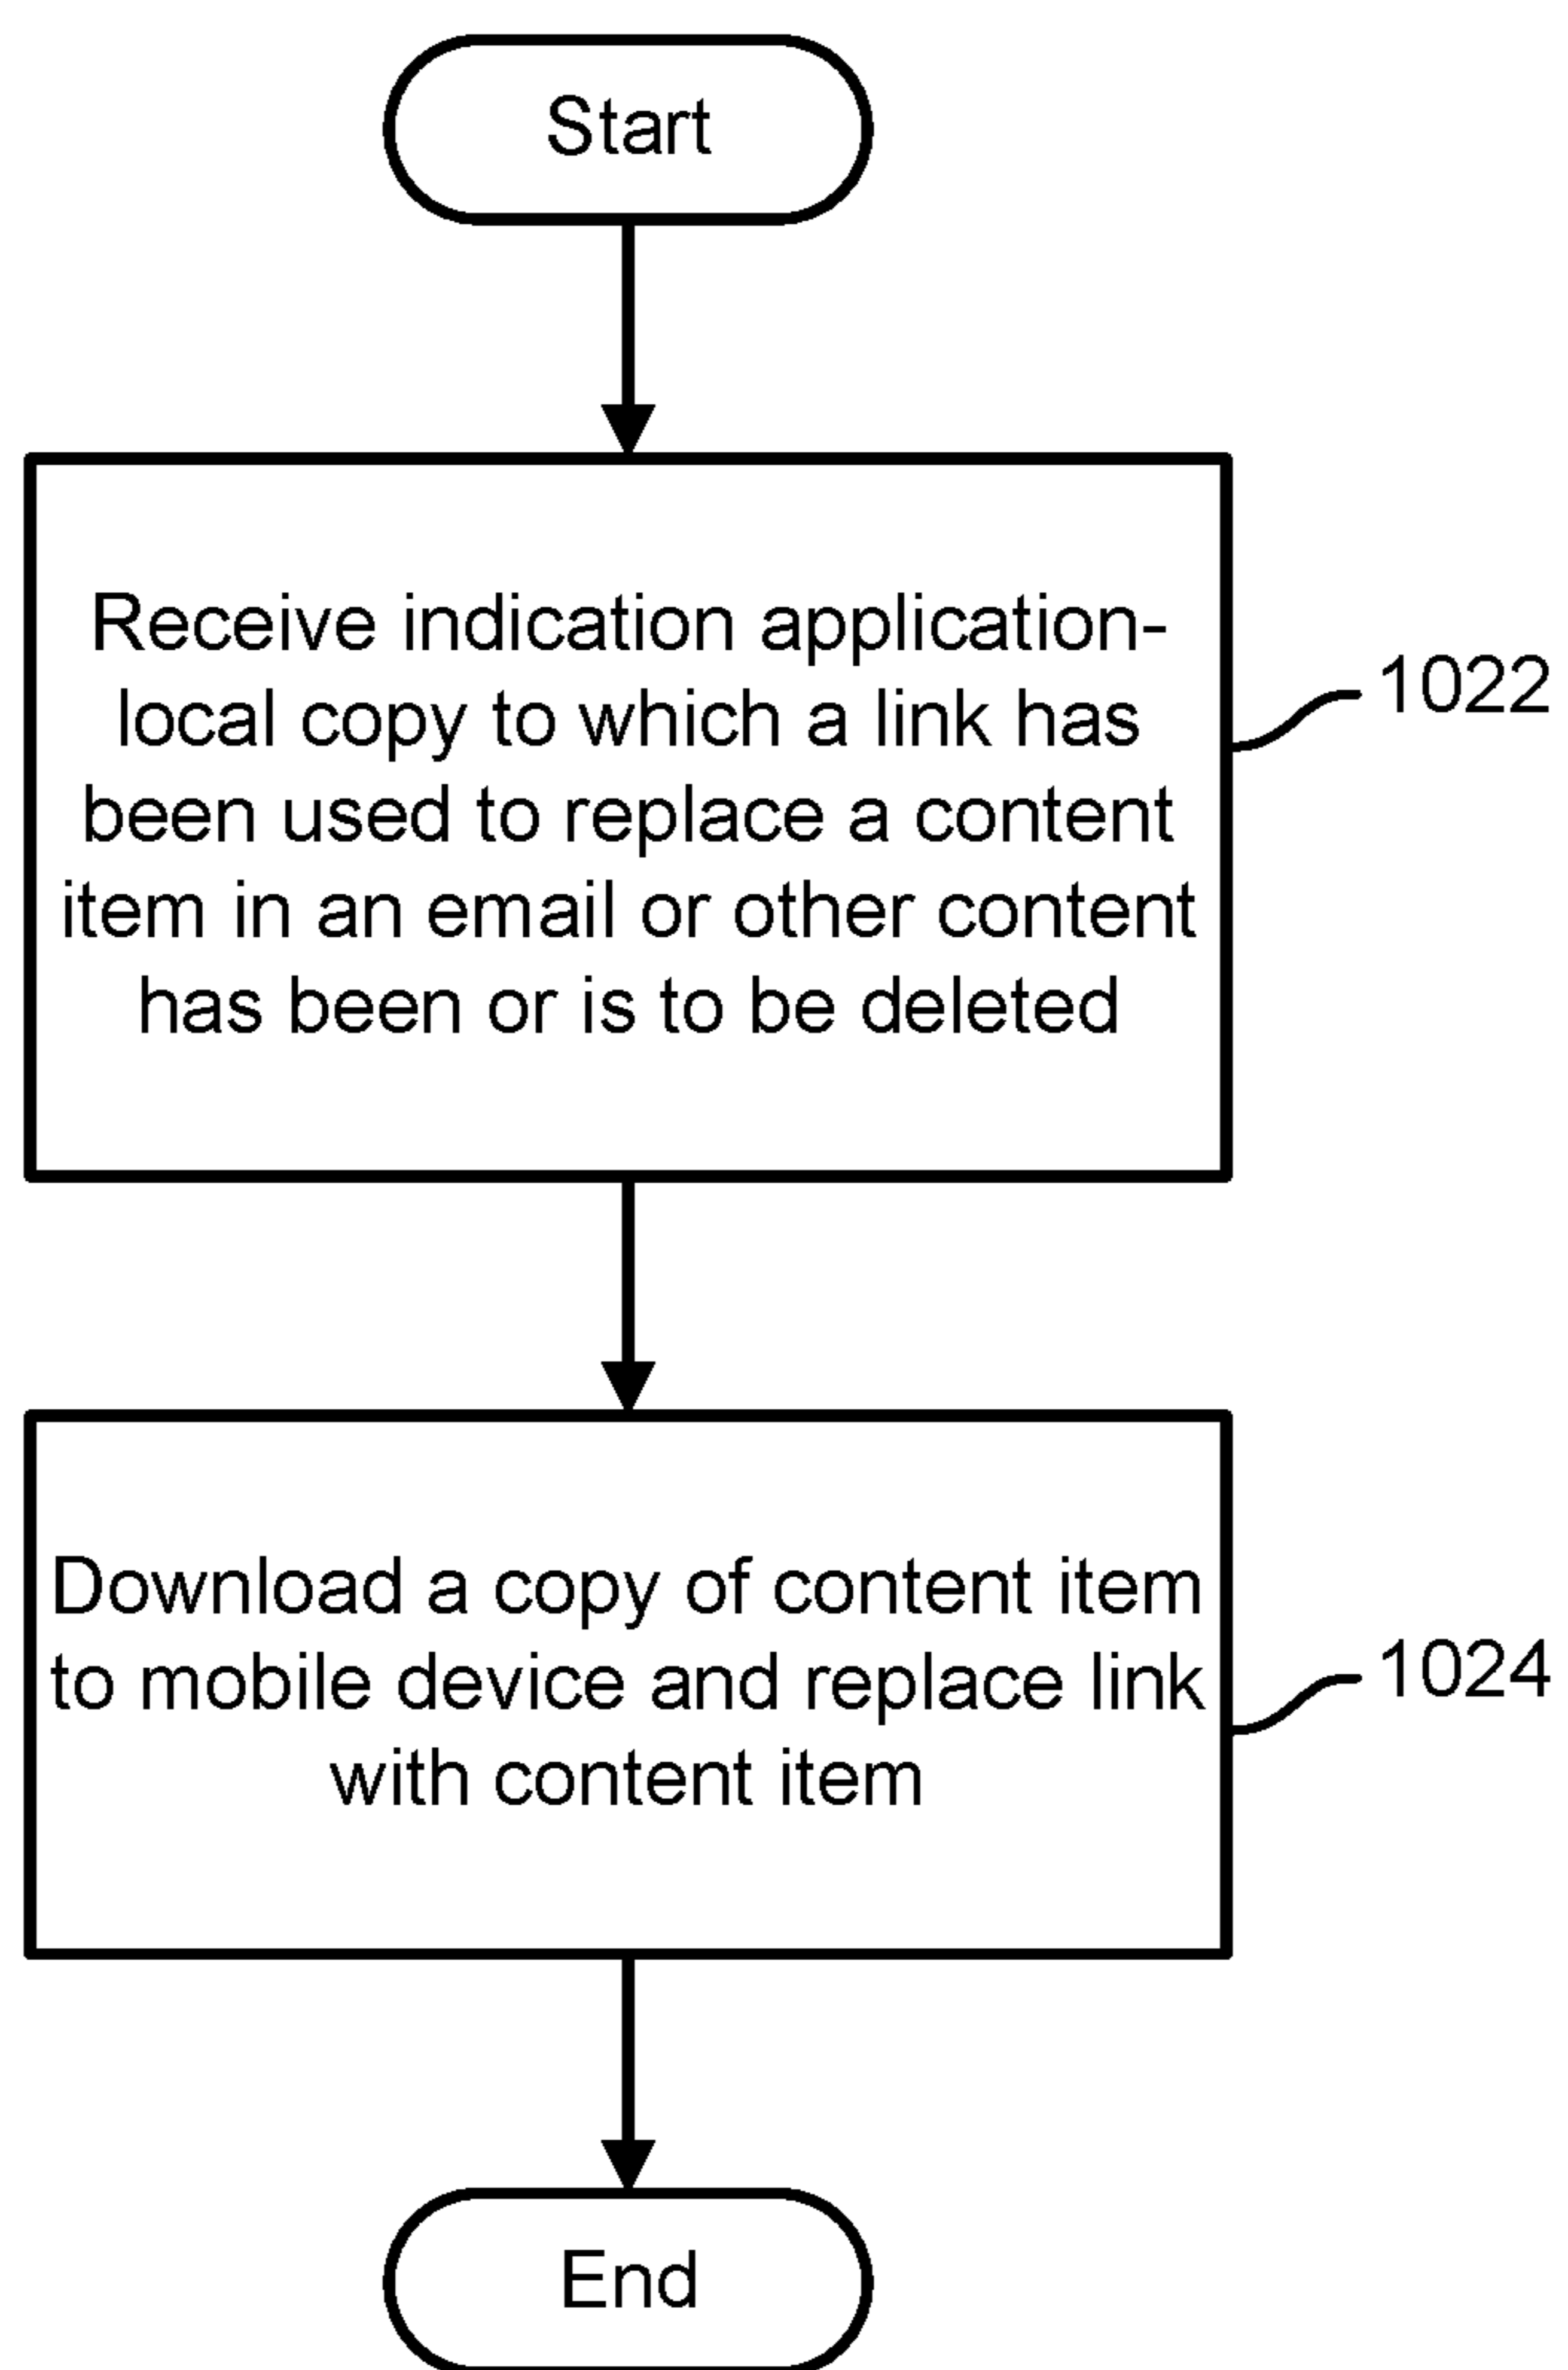 Start
Receive indication application-
local copy to which a link has
been used to replace a content
item in an email or other content
has been or is to be deleted
1022
Download a copy of content item
to mobile device and replace link
with content item
1024
End